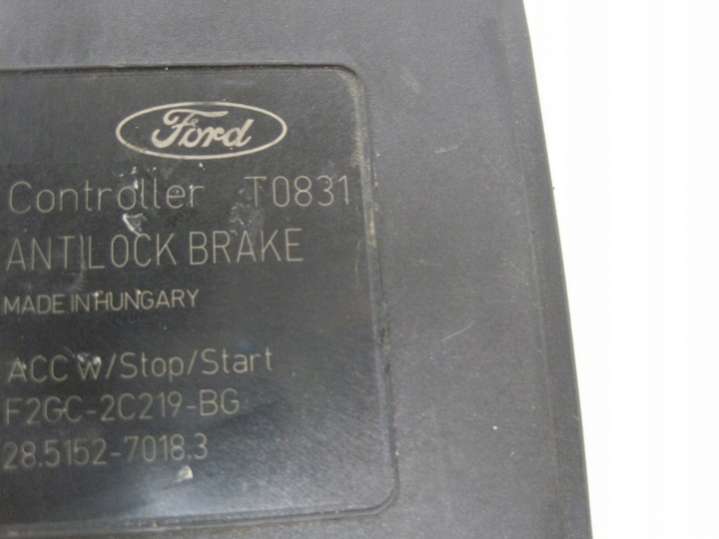 Ford
Controller T0831
ANTILOCK BRAKE
MADE IN HUNGARY
ACC W/Stop/Start
F2GC-2C219-BG
28.5152-7018.3